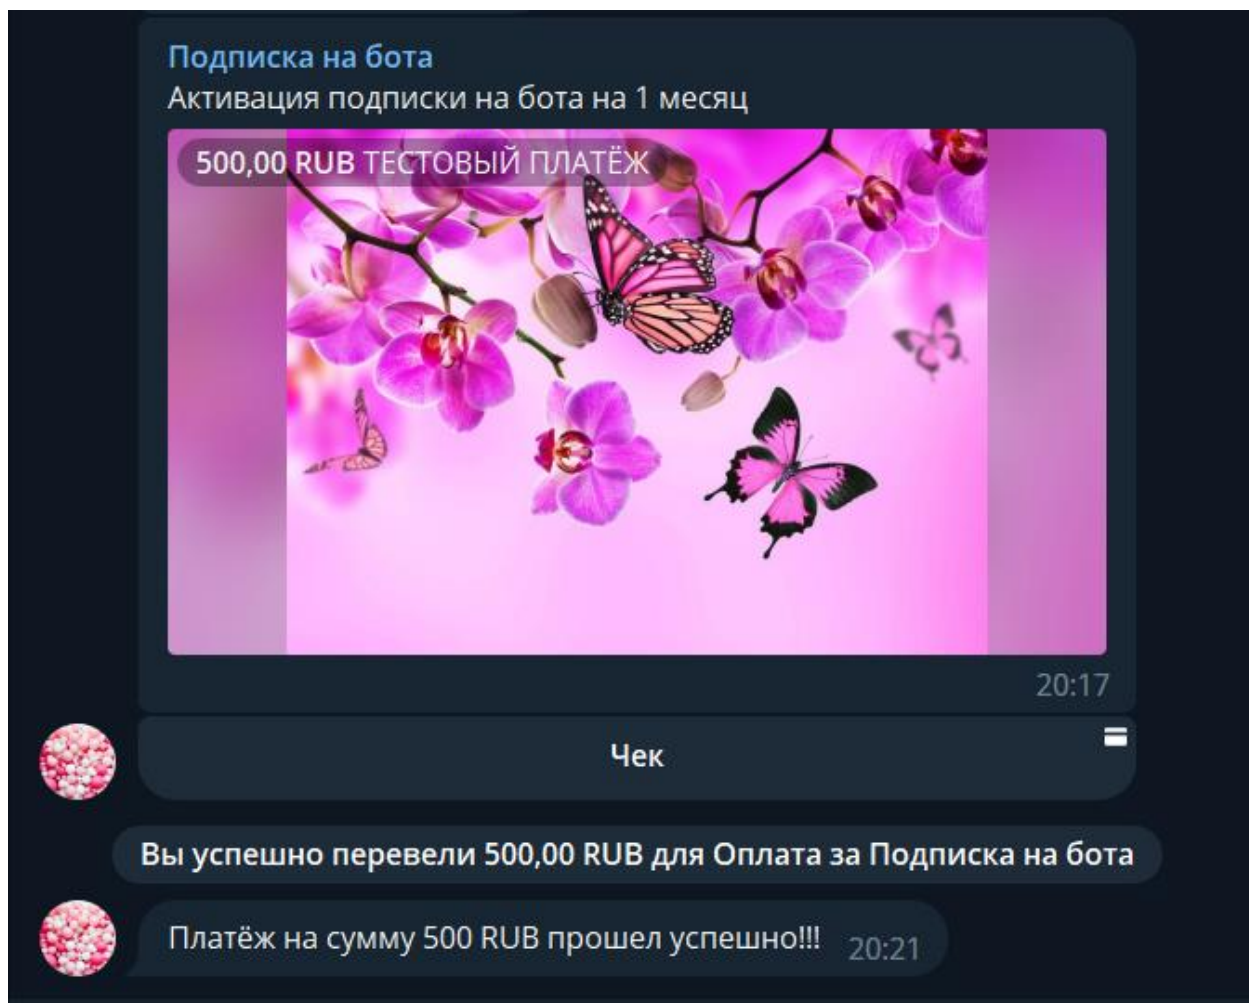 Подписка на бота
Активация подписки на бота на 1 месяц
500,00 RUB ТЕСТОВЫЙ ПЛАТЁЖ
20:17
Чек
Вы успешно перевели 500,00 RUB для Оплата за Подписка на бота
Платёж на сумму 500 RUB прошел успешно!!! 20:21